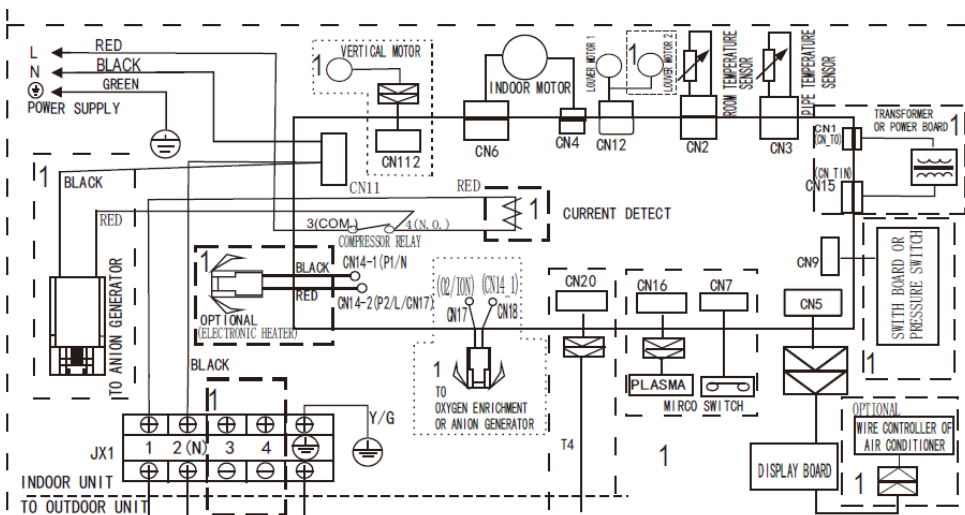 L
RED
N
BLACK
GREEN
POWER SUPPLY
1
VERTICAL MOTOR
CN112
INDOOR MOTOR
CN6
CN4
LOUVER MOTOR 1
1
LOUVER MOTOR 2
CN12
ROOM TEMPERATURE
SENSOR
CN2
PIPE TEMPERATURE
SENSOR
CN3
TRANSFORMER
OR POWER BOARD
1
CN1
(CN_TO)
(CN_TIN)
CN15
1
BLACK
RED
TO ANION GENERATOR
CN11
RED
1
CURRENT DETECT
3(COM.)
4(N.O.)
COMPRESSOR RELAY
1
BLACK
RED
CN14-1(P1/N
CN14-2(P2/L/CN17)
OPTIONAL
(ELECTRONIC HEATER)
(O2/ION)
(CN14_1)
CN17
CN18
1
TO
OXYGEN ENRICHMENT
OR ANION GENERATOR
CN20
T4
CN16
CN7
PLASMA
MIRCO SWITCH
1
CN9
SWITH BOARD OR
PRESSURE SWITCH
1
CN5
DISPLAY BOARD
OPTIONAL
WIRE CONTROLLER OF
AIR CONDITIONER
1
BLACK
1
Y/G
JX1
1
2(N)
3
4
INDOOR UNIT
TO OUTDOOR UNIT